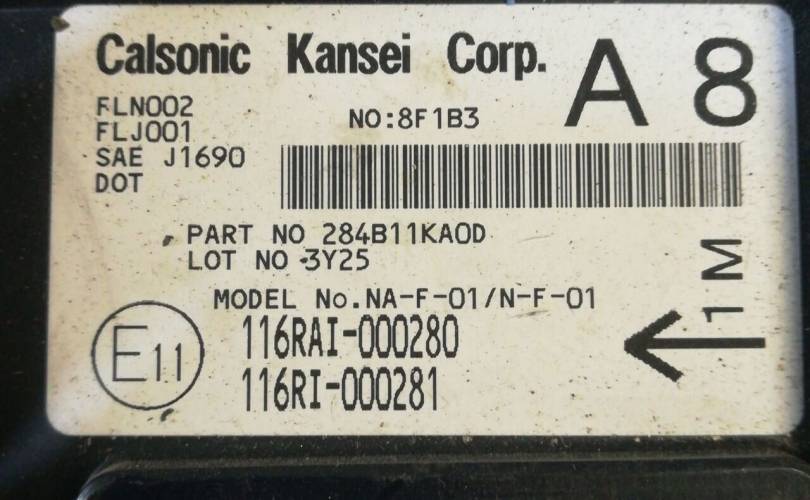 Calsonic Kansei Corp. A 8
FLN002
FLJ001
NO:8F1B3
SAE J1690
DOT
PART NO 284B11KA0D
LOT NO 3Y25
MODEL No.NA-F-01/N-F-01
E11
116RAI-000280
116RI-000281
1M